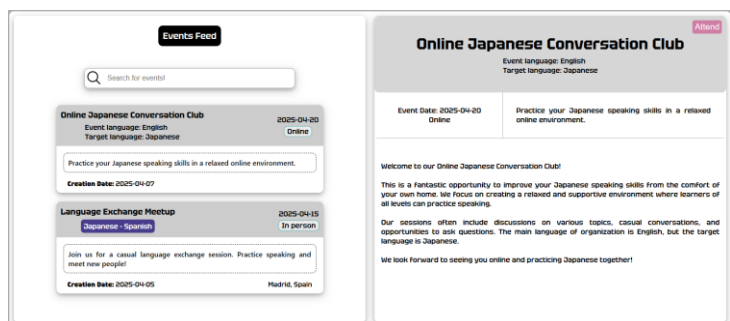 Events Feed
Search for events!
Online Japanese Conversation Club
2025-04-20
Event language: English
Online
Target language: Japanese
Practice your Japanese speaking skills in a relaxed online environment.
Creation Date: 2025-04-07
Language Exchange Meetup
2025-04-15
Japanese - Spanish
In person
Join us for a casual language exchange session. Practice speaking and
meet new people!
Creation Date: 2025-04-05
Madrid, Spain
Attend
Online Japanese Conversation Club
Event language: English
Target language: Japanese
Event Date: 2025-04-20
Online
Practice your Japanese speaking skills in a relaxed
online environment.
Welcome to our Online Japanese Conversation Club!
This is a fantastic opportunity to improve your Japanese speaking skills from the comfort of
your own home. We focus on creating a relaxed and supportive environment where learners of
all levels can practice speaking.
Our sessions often include discussions on various topics, casual conversations, and
opportunities to ask questions. The main language of organization is English, but the target
language is Japanese.
We look forward to seeing you online and practicing Japanese together!